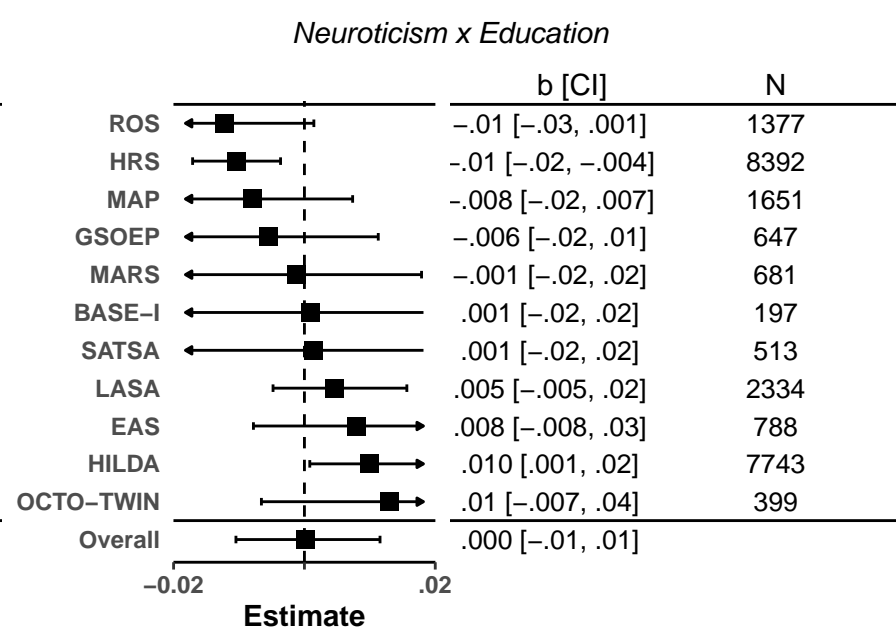 Neuroticism x Education
b [CI] N
ROS −.01 [−.03, .001] 1377
HRS −.01 [−.02, −.004] 8392
MAP −.008 [−.02, .007] 1651
GSOEP −.006 [−.02, .01] 647
MARS −.001 [−.02, .02] 681
BASE−I .001 [−.02, .02] 197
SATSA .001 [−.02, .02] 513
LASA .005 [−.005, .02] 2334
EAS .008 [−.008, .03] 788
HILDA .010 [.001, .02] 7743
OCTO−TWIN .01 [−.007, .04] 399
Overall .000 [−.01, .01]
−0.02 .02
Estimate